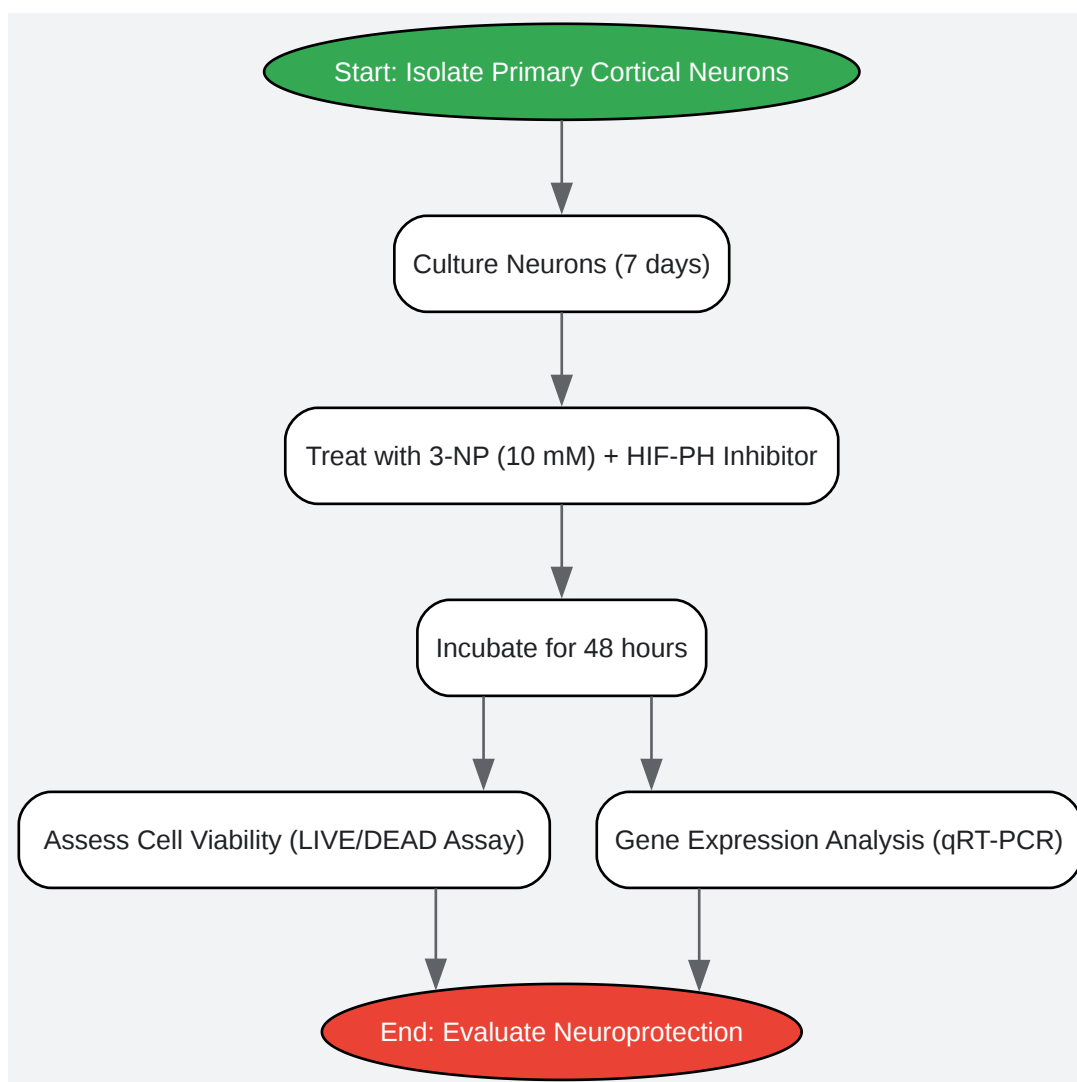 Start: Isolate Primary Cortical Neurons
Culture Neurons (7 days)
Treat with 3-NP (10 mM) + HIF-PH Inhibitor
Incubate for 48 hours
Assess Cell Viability (LIVE/DEAD Assay)
Gene Expression Analysis (qRT-PCR)
End: Evaluate Neuroprotection